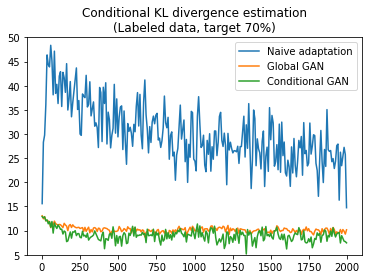 Conditional KL divergence estimation
(Labeled data, target 70%)
50
45
40
35
30
25
20
15
10
5
Naive adaptation
Global GAN
Conditional GAN
0 250 500 750 1000 1250 1500 1750 2000